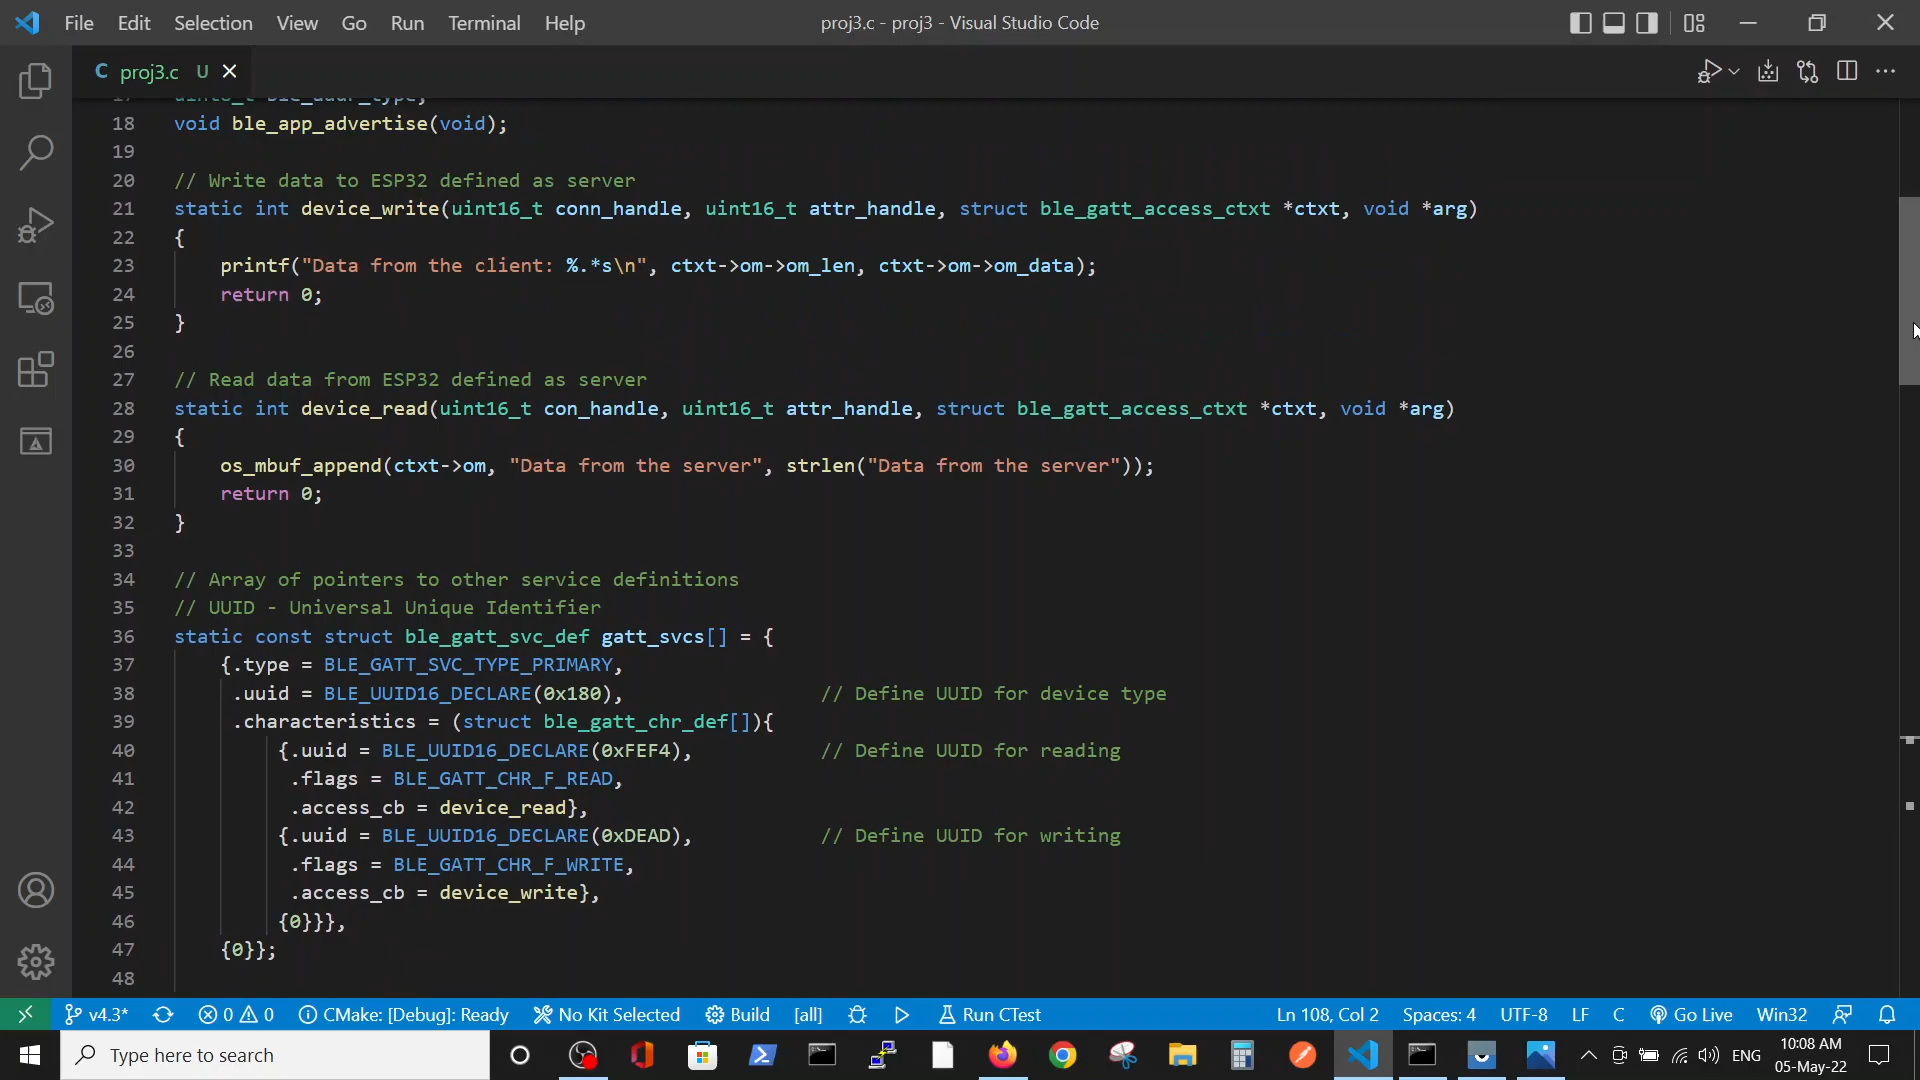 File Edit Selection View Go Run Terminal Help proj3.c - proj3 - Visual Studio Code
C proj3.c U
17 uint8_t ble_addr_type;
18 void ble_app_advertise(void);
19
20 // Write data to ESP32 defined as server
21 static int device_write(uint16_t conn_handle, uint16_t attr_handle, struct ble_gatt_access_ctxt *ctxt, void *arg)
22 {
23 printf("Data from the client: %.*s\n", ctxt->om->om_len, ctxt->om->om_data);
24 return 0;
25 }
26
27 // Read data from ESP32 defined as server
28 static int device_read(uint16_t con_handle, uint16_t attr_handle, struct ble_gatt_access_ctxt *ctxt, void *arg)
29 {
30 os_mbuf_append(ctxt->om, "Data from the server", strlen("Data from the server"));
31 return 0;
32 }
33
34 // Array of pointers to other service definitions
35 // UUID - Universal Unique Identifier
36 static const struct ble_gatt_svc_def gatt_svcs[] = {
37 {.type = BLE_GATT_SVC_TYPE_PRIMARY,
38 .uuid = BLE_UUID16_DECLARE(0x180), // Define UUID for device type
39 .characteristics = (struct ble_gatt_chr_def[]){
40 {.uuid = BLE_UUID16_DECLARE(0xFEF4), // Define UUID for reading
41 .flags = BLE_GATT_CHR_F_READ,
42 .access_cb = device_read},
43 {.uuid = BLE_UUID16_DECLARE(0xDEAD), // Define UUID for writing
44 .flags = BLE_GATT_CHR_F_WRITE,
45 .access_cb = device_write},
46 {0}}},
47 {0}};
48
v4.3* 0 0 CMake: [Debug]: Ready No Kit Selected Build [all] Run CTest Ln 108, Col 2 Spaces: 4 UTF-8 LF C Go Live Win32
Type here to search ENG 10:08 AM
05-May-22